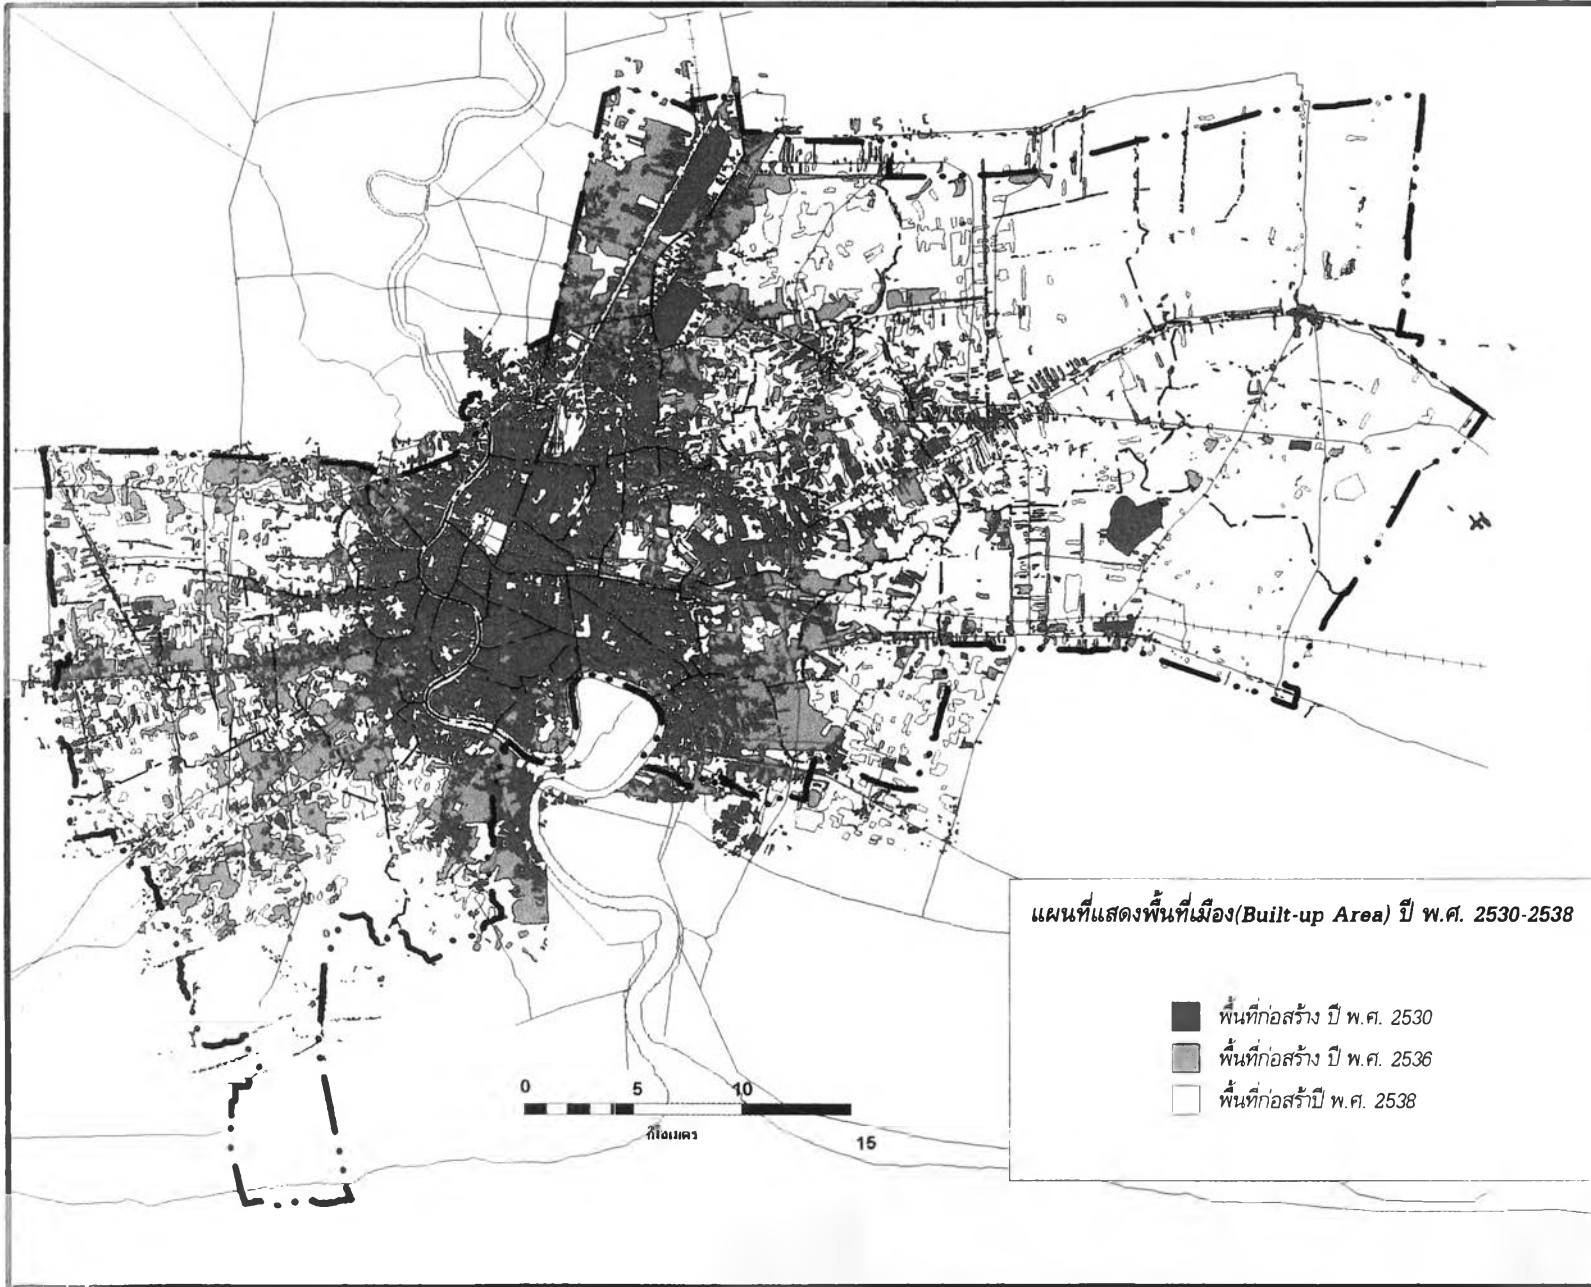 แผนที่แสดงพื้นที่เมือง(Built-up Area) ปี พ.ศ. 2530-2538
พื้นที่ก่อสร้าง ปี พ.ศ. 2530
พื้นที่ก่อสร้าง ปี พ.ศ. 2536
พื้นที่ก่อสร้าปี พ.ศ. 2538
0 5 10
กิโลเมตร
15